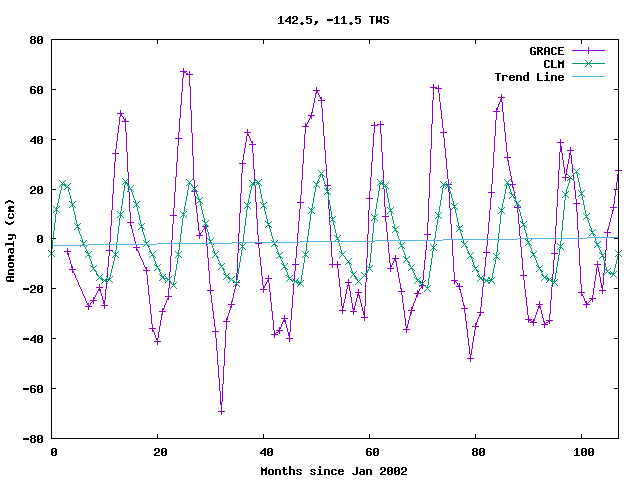 142.5, -11.5 TWS
GRACE
CLM
Trend Line
80
60
40
20
0
-20
-40
-60
-80
Anomaly (cm)
0 20 40 60 80 100
Months since Jan 2002